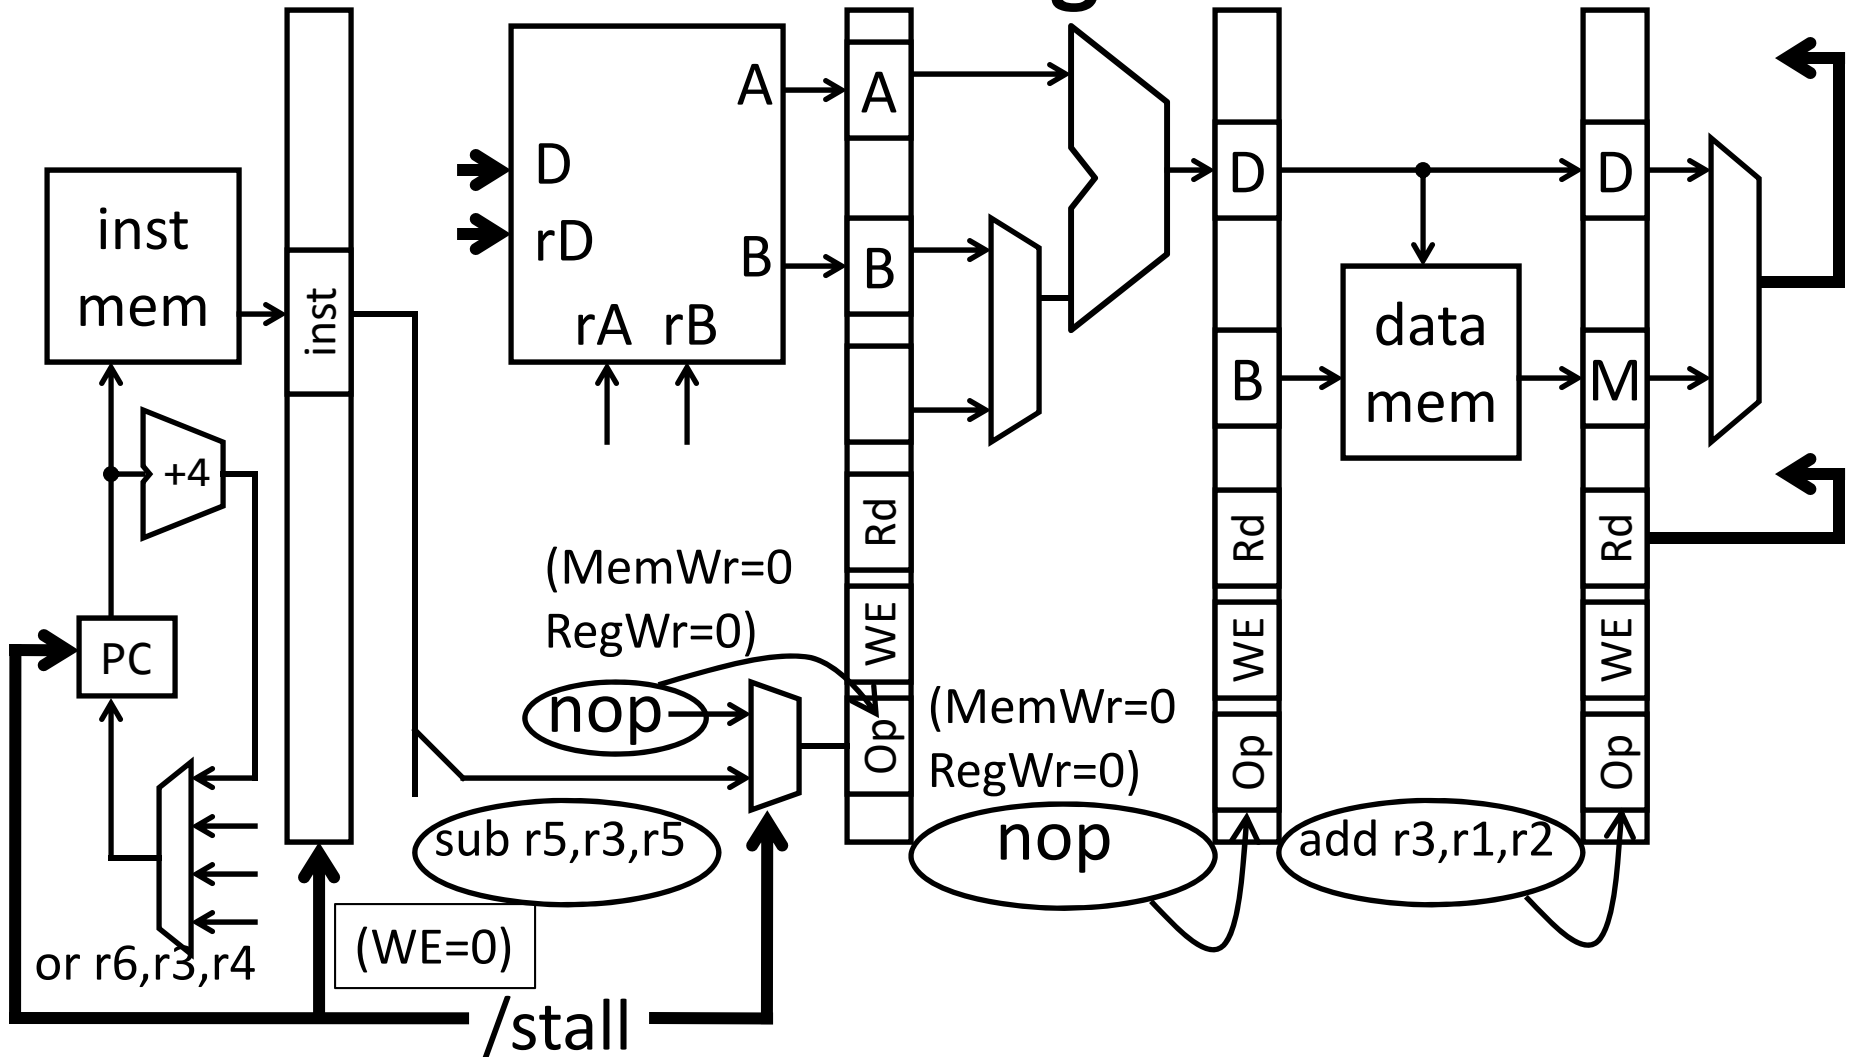 inst
mem
+4
PC
or r6,r3,r4
inst
D
rD
A
B
rA rB
(MemWr=0
RegWr=0)
nop
sub r5,r3,r5
(WE=0)
/stall
A
B
Rd
WE
Op
(MemWr=0
RegWr=0)
nop
D
B
Rd
WE
Op
data
mem
add r3,r1,r2
D
M
Rd
WE
Op